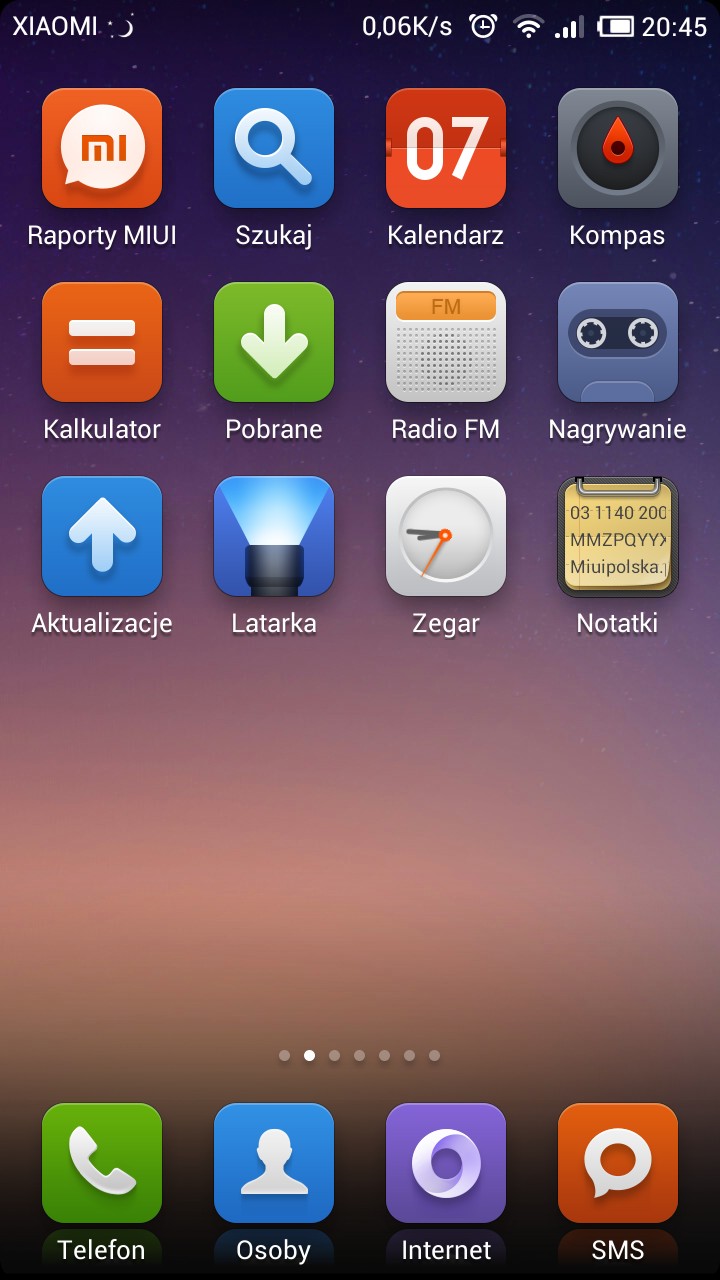 XIAOMI 0,06K/s 20:45
mi 07
Raporty MIUI Szukaj Kalendarz Kompas
FM
Kalkulator Pobrane Radio FM Nagrywanie
03 1140 200
MMZPQYYX
Miuipolska.
Aktualizacje Latarka Zegar Notatki
Telefon Osoby Internet SMS